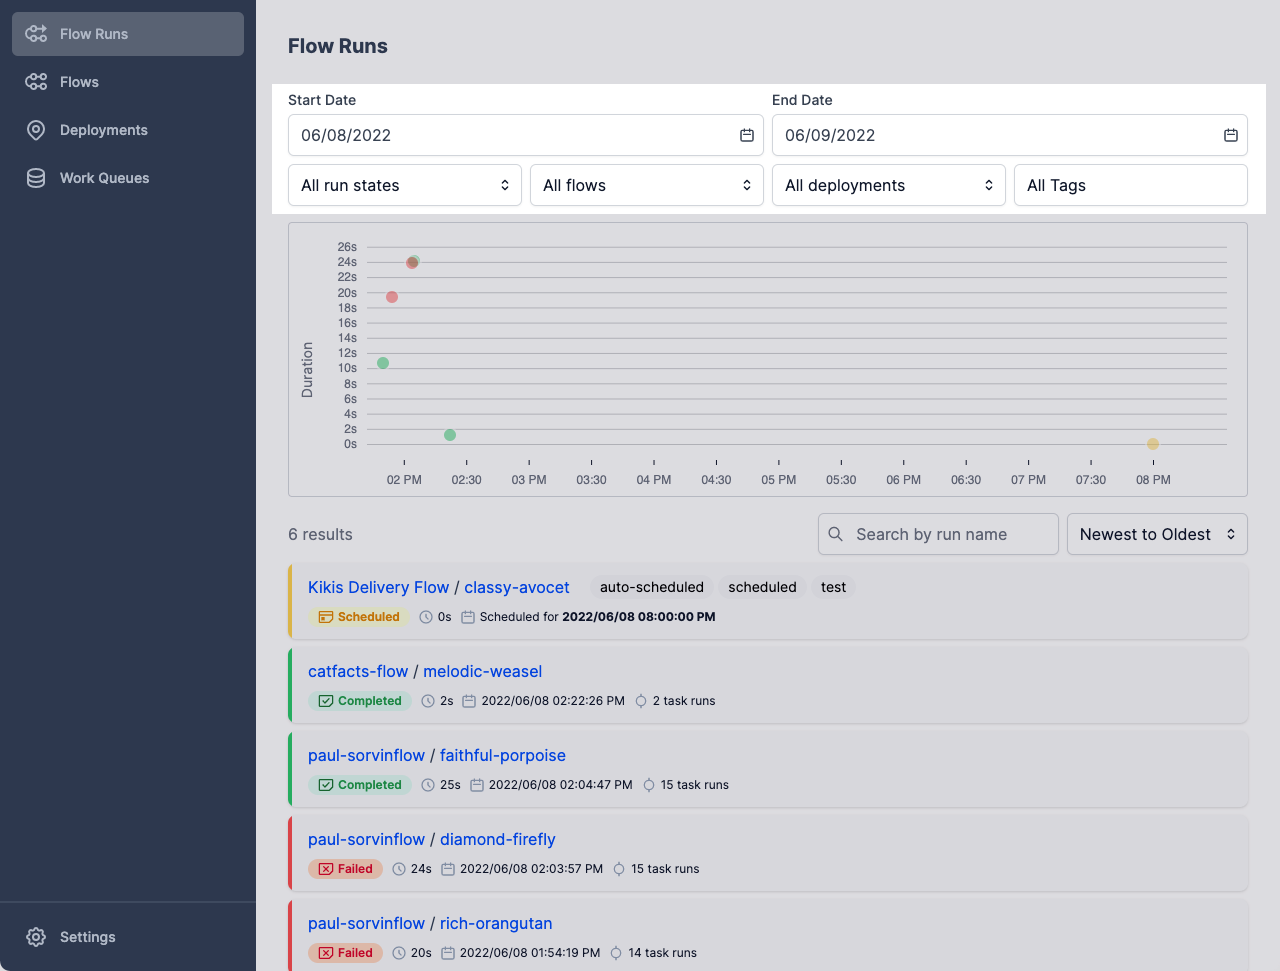 Flow Runs
Flows
Deployments
Work Queues
Settings
Flow Runs
Start Date
End Date
06/08/2022
06/09/2022
All run states
All flows
All deployments
All Tags
Duration
26s
24s
22s
20s
18s
16s
14s
12s
10s
8s
6s
4s
2s
0s
02 PM 02:30 03 PM 03:30 04 PM 04:30 05 PM 05:30 06 PM 06:30 07 PM 07:30 08 PM
6 results
Search by run name
Newest to Oldest
Kikis Delivery Flow / classy-avocet auto-scheduled scheduled test
Scheduled 0s Scheduled for 2022/06/08 08:00:00 PM
catfacts-flow / melodic-weasel
Completed 2s 2022/06/08 02:22:26 PM 2 task runs
paul-sorvinflow / faithful-porpoise
Completed 25s 2022/06/08 02:04:47 PM 15 task runs
paul-sorvinflow / diamond-firefly
Failed 24s 2022/06/08 02:03:57 PM 15 task runs
paul-sorvinflow / rich-orangutan
Failed 20s 2022/06/08 01:54:19 PM 14 task runs